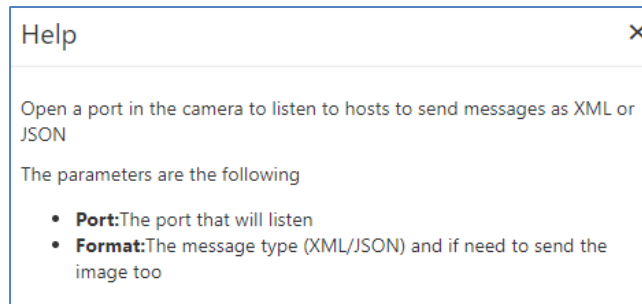 Help
Open a port in the camera to listen to hosts to send messages as XML or
JSON
The parameters are the following
Port:The port that will listen
Format:The message type (XML/JSON) and if need to send the
image too